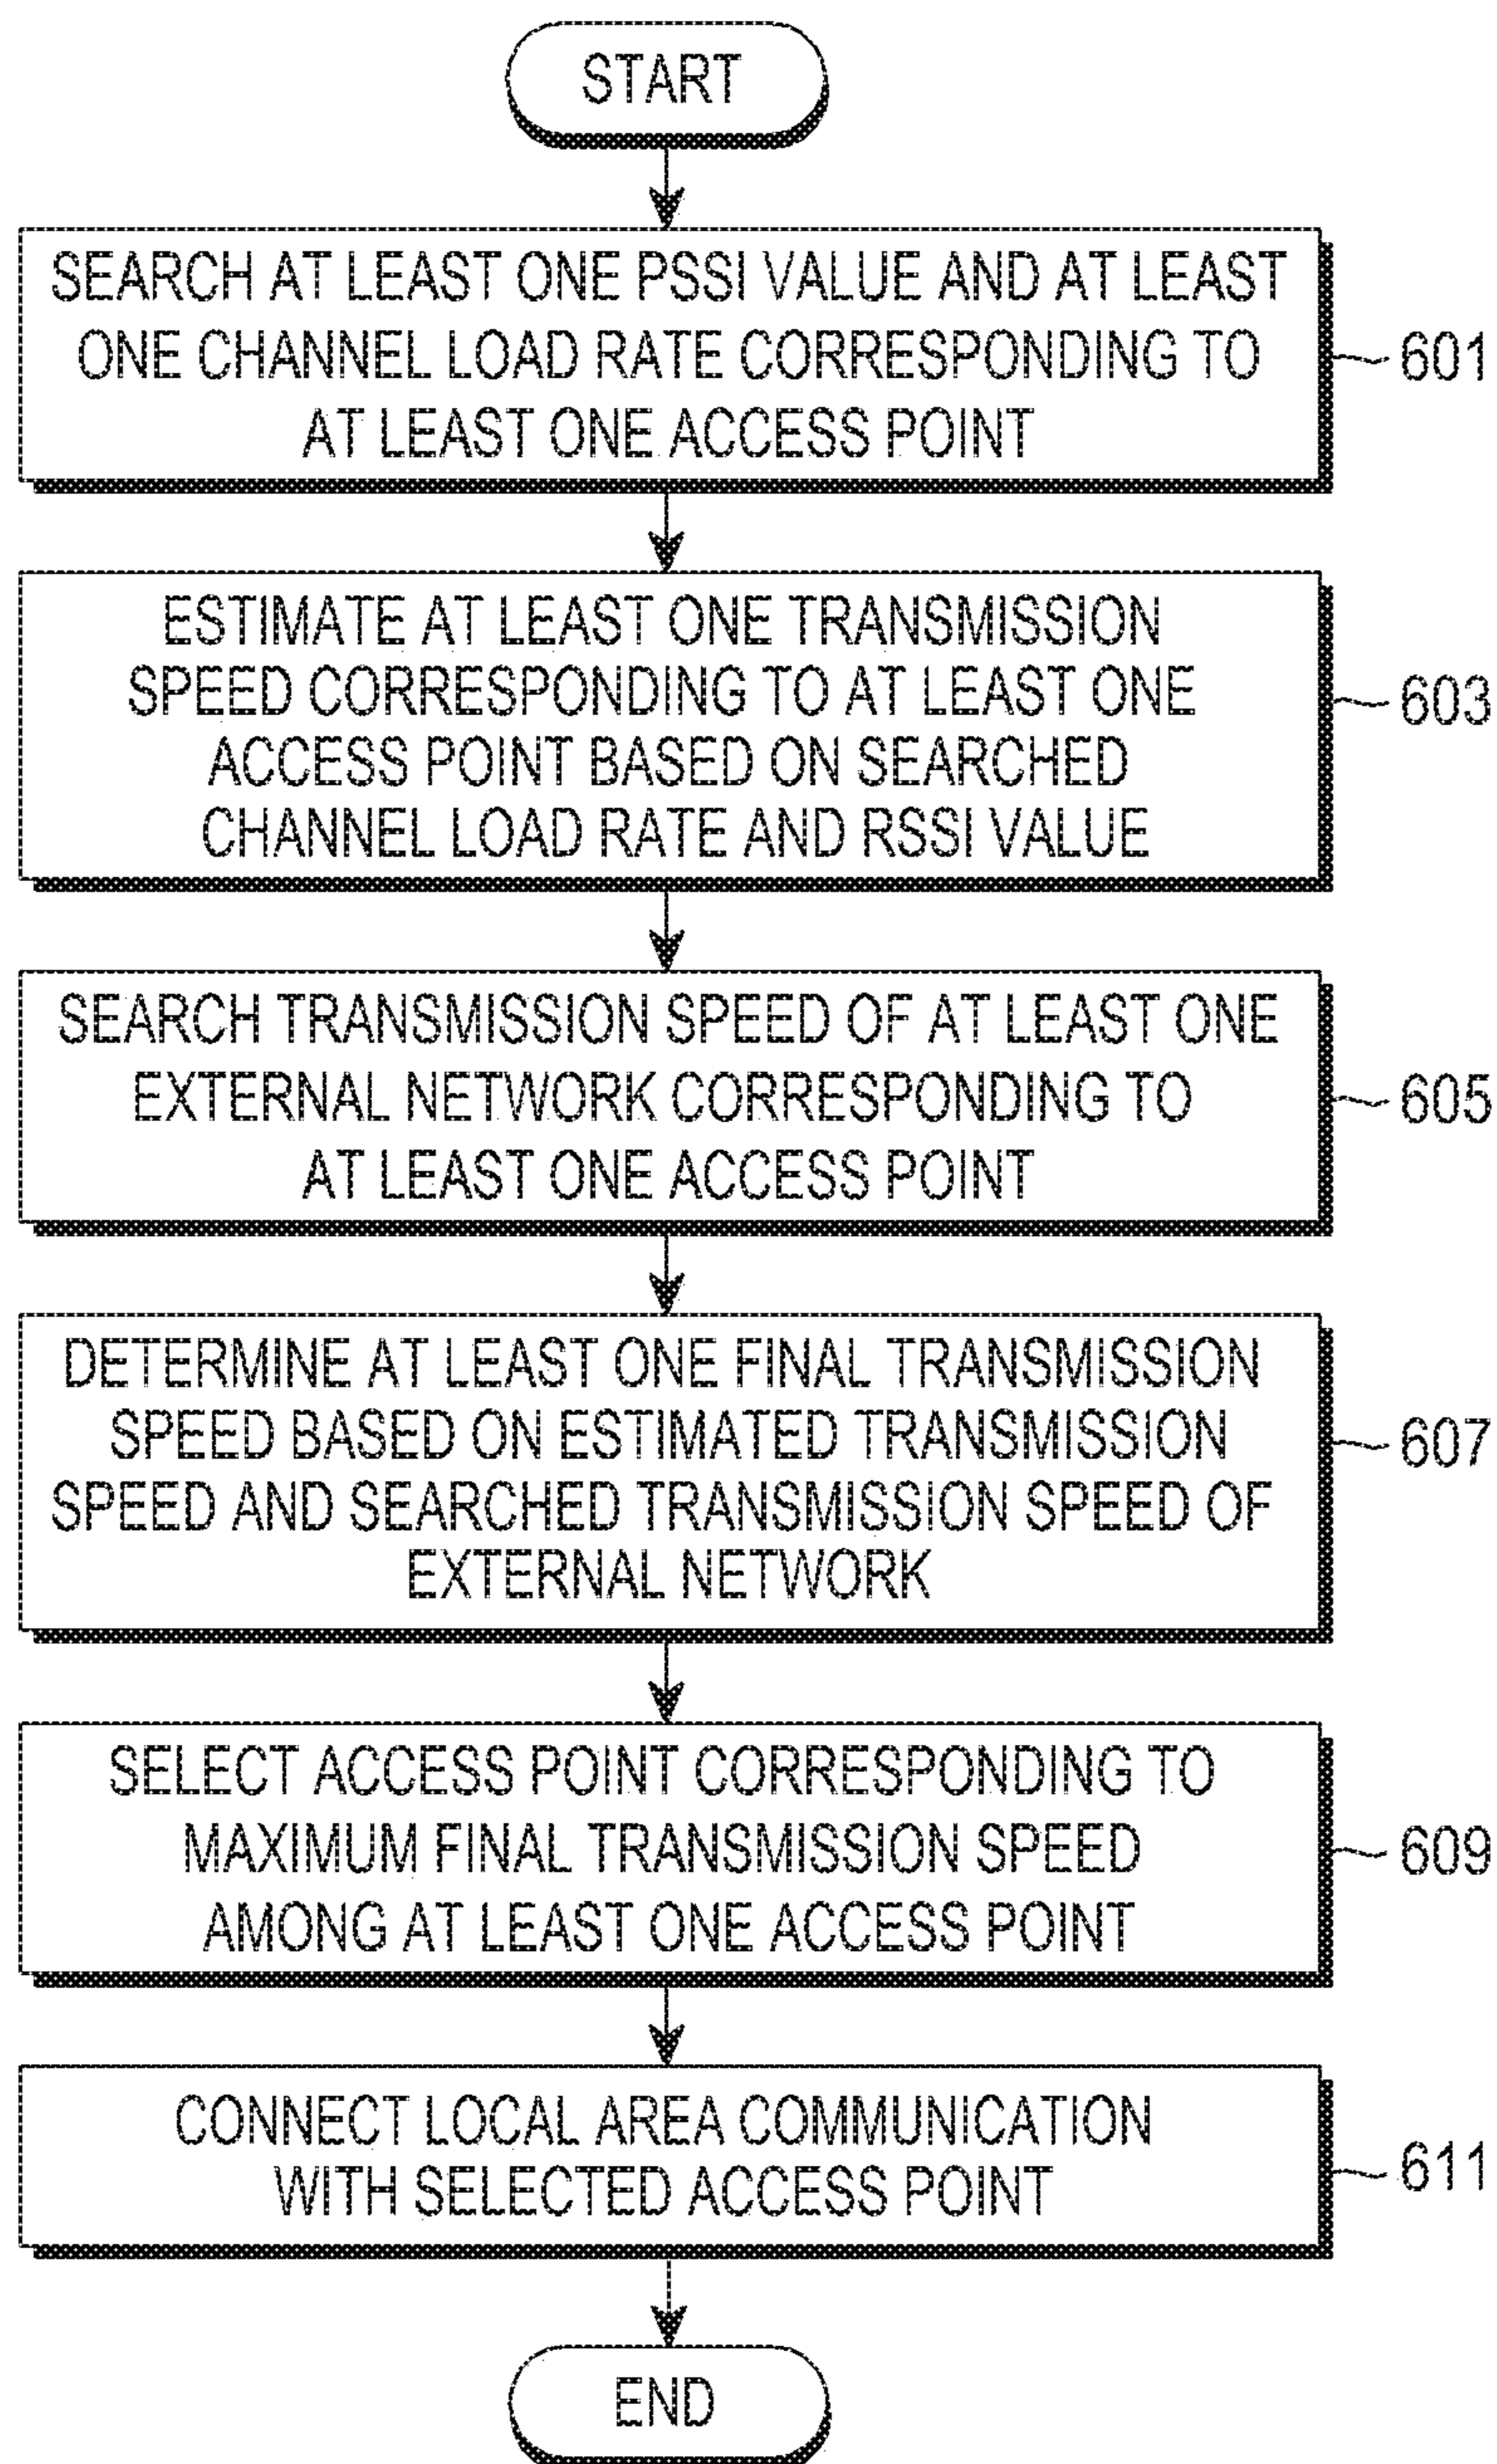 START
SEARCH AT LEAST ONE PSSI VALUE AND AT LEAST
ONE CHANNEL LOAD RATE CORRESPONDING TO
AT LEAST ONE ACCESS POINT
601
ESTIMATE AT LEAST ONE TRANSMISSION
SPEED CORRESPONDING TO AT LEAST ONE
ACCESS POINT BASED ON SEARCHED
CHANNEL LOAD RATE AND RSSI VALUE
603
SEARCH TRANSMISSION SPEED OF AT LEAST ONE
EXTERNAL NETWORK CORRESPONDING TO
AT LEAST ONE ACCESS POINT
605
DETERMINE AT LEAST ONE FINAL TRANSMISSION
SPEED BASED ON ESTIMATED TRANSMISSION
SPEED AND SEARCHED TRANSMISSION SPEED OF
EXTERNAL NETWORK
607
SELECT ACCESS POINT CORRESPONDING TO
MAXIMUM FINAL TRANSMISSION SPEED
AMONG AT LEAST ONE ACCESS POINT
609
CONNECT LOCAL AREA COMMUNICATION
WITH SELECTED ACCESS POINT
611
END